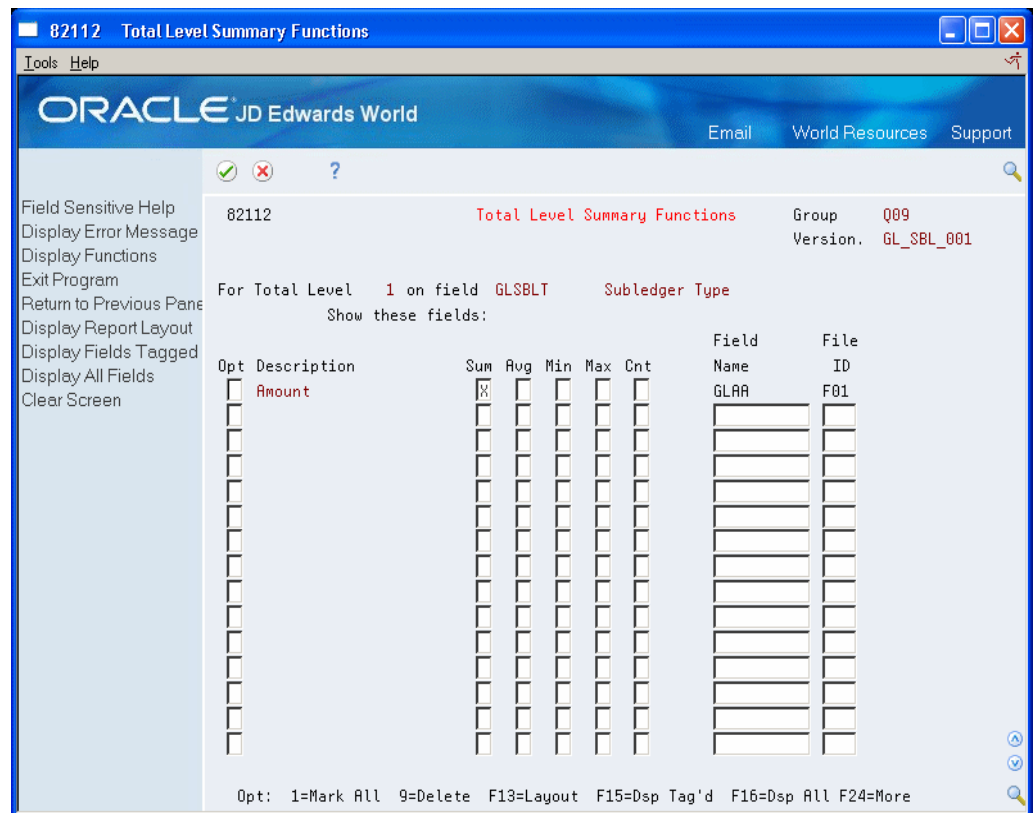 82112 Total Level Summary Functions
Tools Help
ORACLE JD Edwards World
Email World Resources Support
?
Field Sensitive Help
Display Error Message
Display Functions
Exit Program
Return to Previous Pane
Display Report Layout
Display Fields Tagged
Display All Fields
Clear Screen
82112 Total Level Summary Functions Group Q09
Version. GL_SBL_001
For Total Level 1 on field GLSBLT Subledger Type
Show these fields:
Field File
Opt Description Sum Avg Min Max Cnt Name ID
Amount X GLAA F01
Opt: 1=Mark All 9=Delete F13=Layout F15=Dsp Tag'd F16=Dsp All F24=More